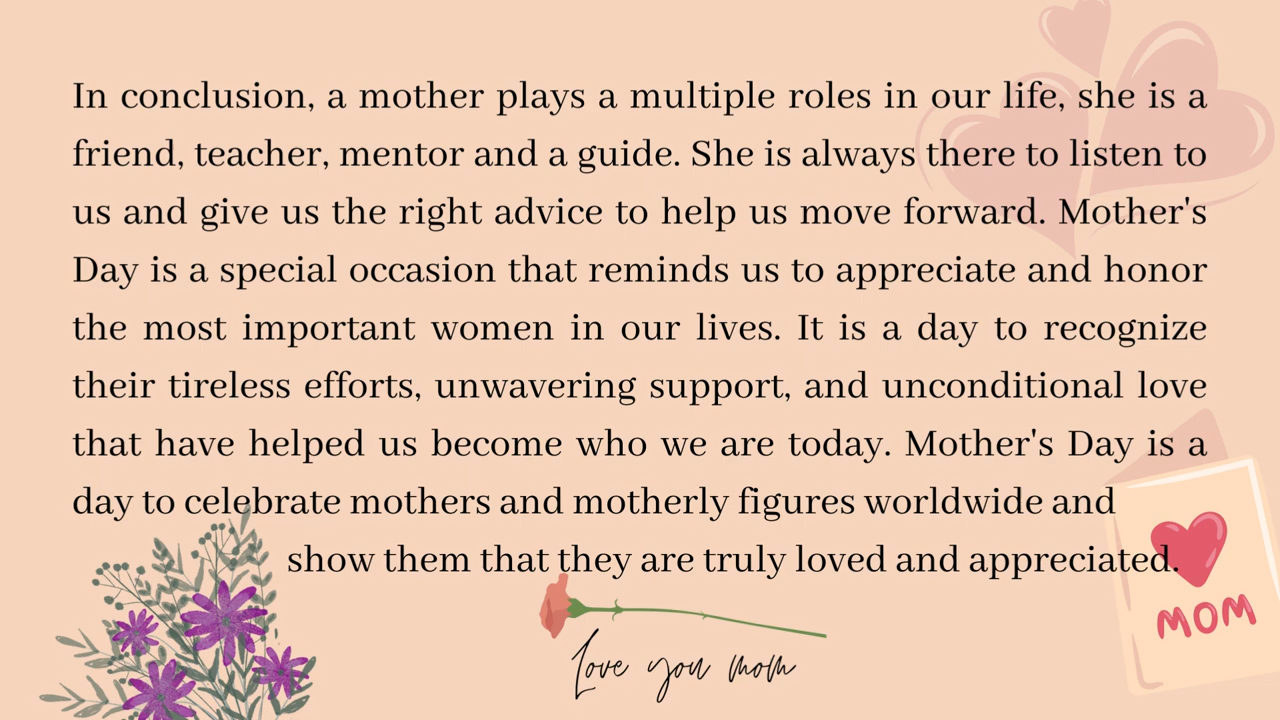 In conclusion, a mother plays a multiple roles in our life, she is a
friend, teacher, mentor and a guide. She is always there to listen to
us and give us the right advice to help us move forward. Mother's
Day is a special occasion that reminds us to appreciate and honor
the most important women in our lives. It is a day to recognize
their tireless efforts, unwavering support, and unconditional love
that have helped us become who we are today. Mother's Day is a
day to celebrate mothers and motherly figures worldwide and
show them that they are truly loved and appreciated.
MOM
Love you mom